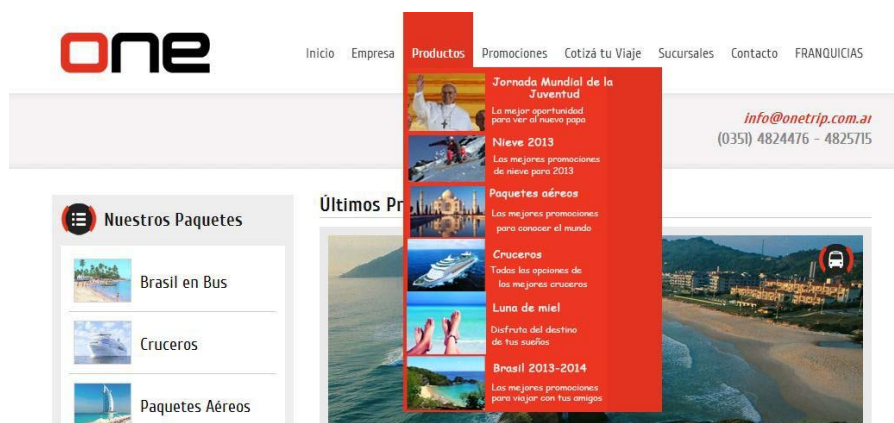 one
Inicio Empresa Productos Promociones Cotizá tu Viaje Sucursales Contacto FRANQUICIAS
info@onetrip.com.ar
(0351) 4824476 - 4825715
Jornada Mundial de la
Juventud
La mejor oportunidad
para ver al nuevo papa
Nieve 2013
Las mejores promociones
de nieve para 2013
Paquetes aéreos
Las mejores promociones
para conocer el mundo
Cruceros
Todas las opciones de
los mejores cruceros
Luna de miel
Disfruta del destino
de tus sueños
Brasil 2013-2014
Las mejores promociones
para viajar con tus amigos
Nuestros Paquetes
Brasil en Bus
Cruceros
Paquetes Aéreos
Últimos Pr